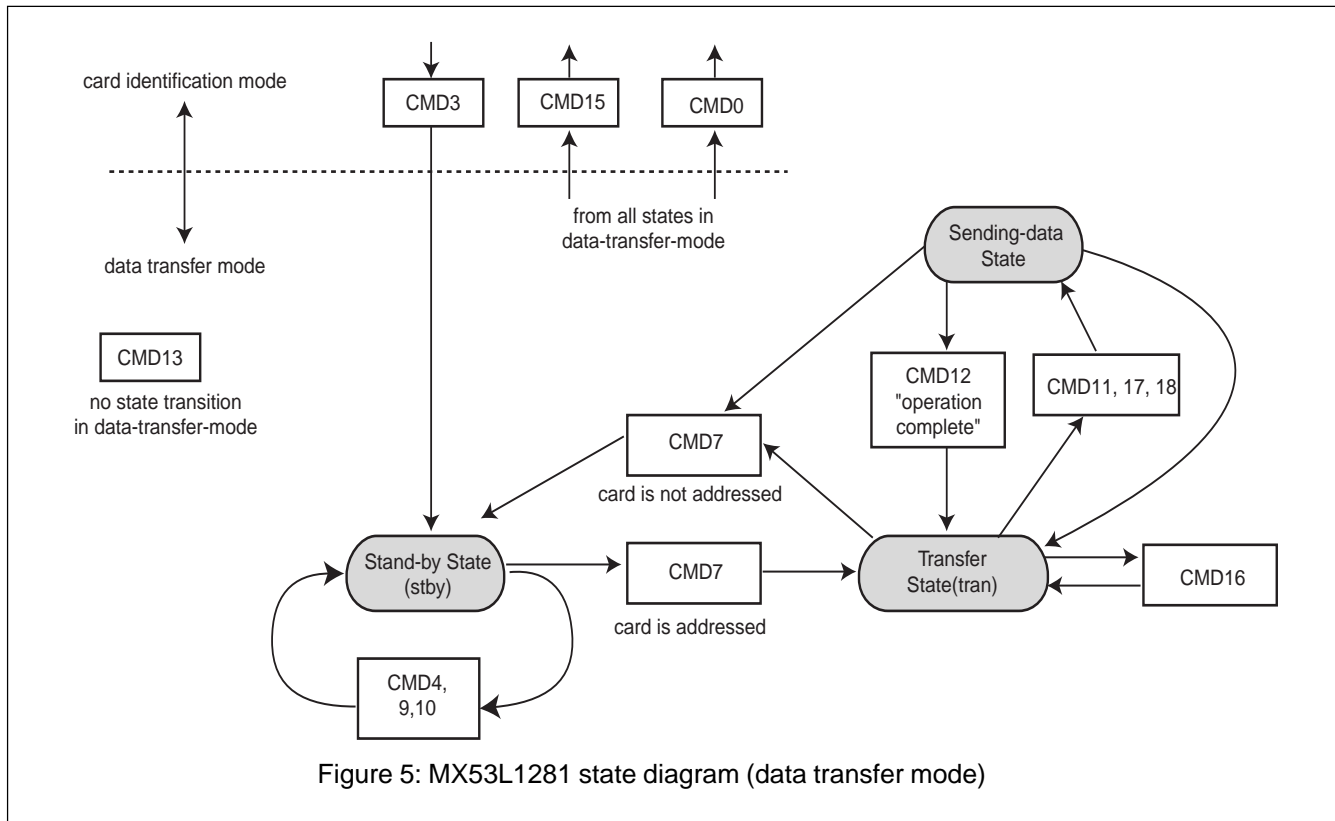 card identification mode
CMD3
CMD15
CMD0
from all states in
data-transfer-mode
data transfer mode
Sending-data
State
CMD13
no state transition
in data-transfer-mode
CMD12
"operation
complete"
CMD11, 17, 18
CMD7
card is not addressed
Stand-by State
(stby)
CMD7
card is addressed
Transfer
State(tran)
CMD16
CMD4,
9,10
Figure 5: MX53L1281 state diagram (data transfer mode)